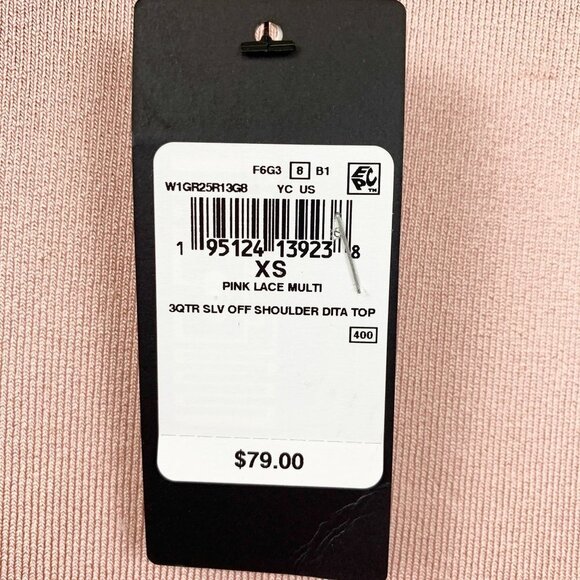 F6G3 8 B1
EPC™
W1GR25R13G8 YC US
1 95124 13923 8
XS
PINK LACE MULTI
3QTR SLV OFF SHOULDER DITA TOP
400
$79.00